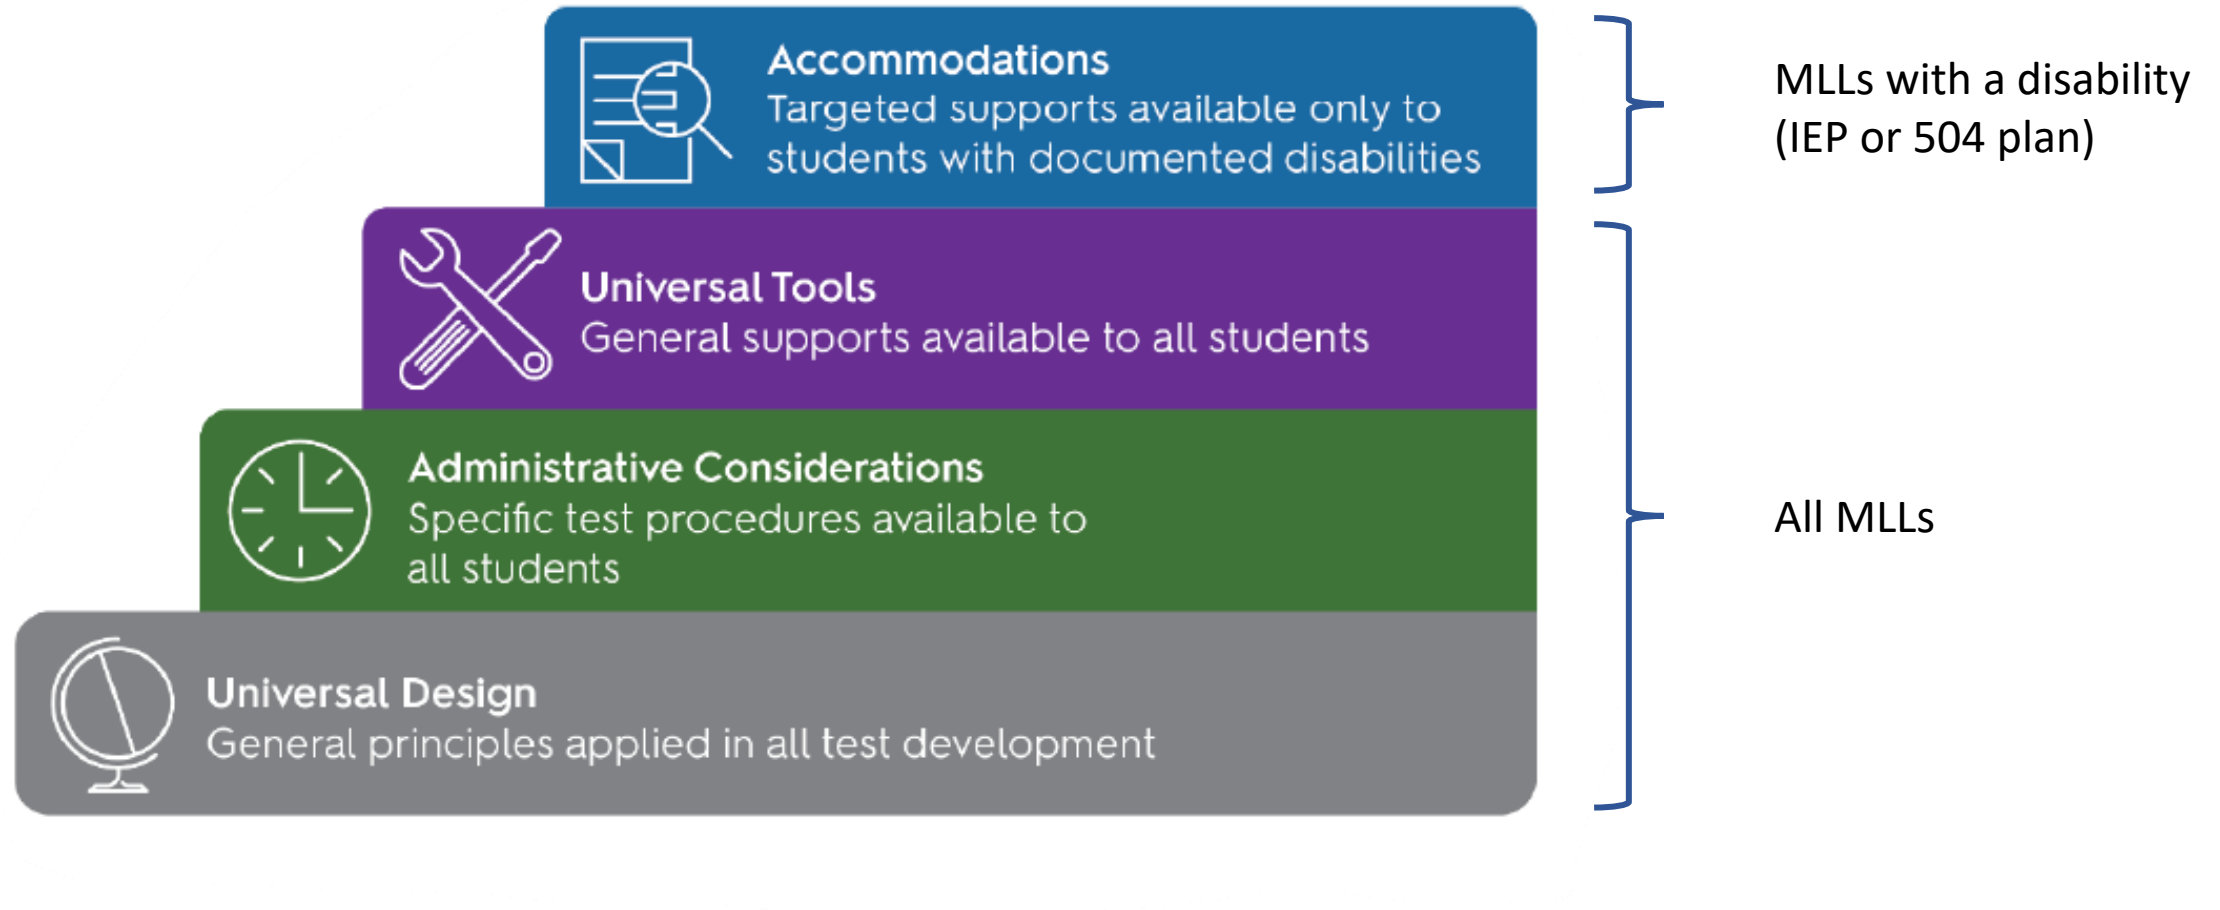 Accommodations
Targeted supports available only to
students with documented disabilities
MLLs with a disability
(IEP or 504 plan)
Universal Tools
General supports available to all students
Administrative Considerations
Specific test procedures available to
all students
All MLLs
Universal Design
General principles applied in all test development